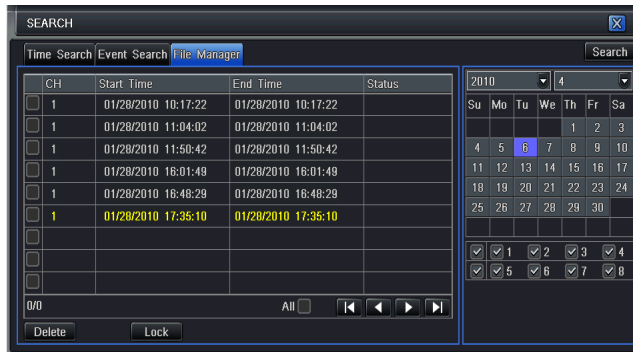 SEARCH
Time Search Event Search File Manager Search
CH Start Time End Time Status
1 01/28/2010 10:17:22 01/28/2010 10:17:22
1 01/28/2010 11:04:02 01/28/2010 11:04:02
1 01/28/2010 11:50:42 01/28/2010 11:50:42
1 01/28/2010 16:01:49 01/28/2010 16:01:49
1 01/28/2010 16:48:29 01/28/2010 16:48:29
1 01/28/2010 17:35:10 01/28/2010 17:35:10
0/0 All
Delete Lock
2010 4
Su Mo Tu We Th Fr Sa
1 2 3
4 5 6 7 8 9 10
11 12 13 14 15 16 17
18 19 20 21 22 23 24
25 26 27 28 29 30
1 2 3 4
5 6 7 8